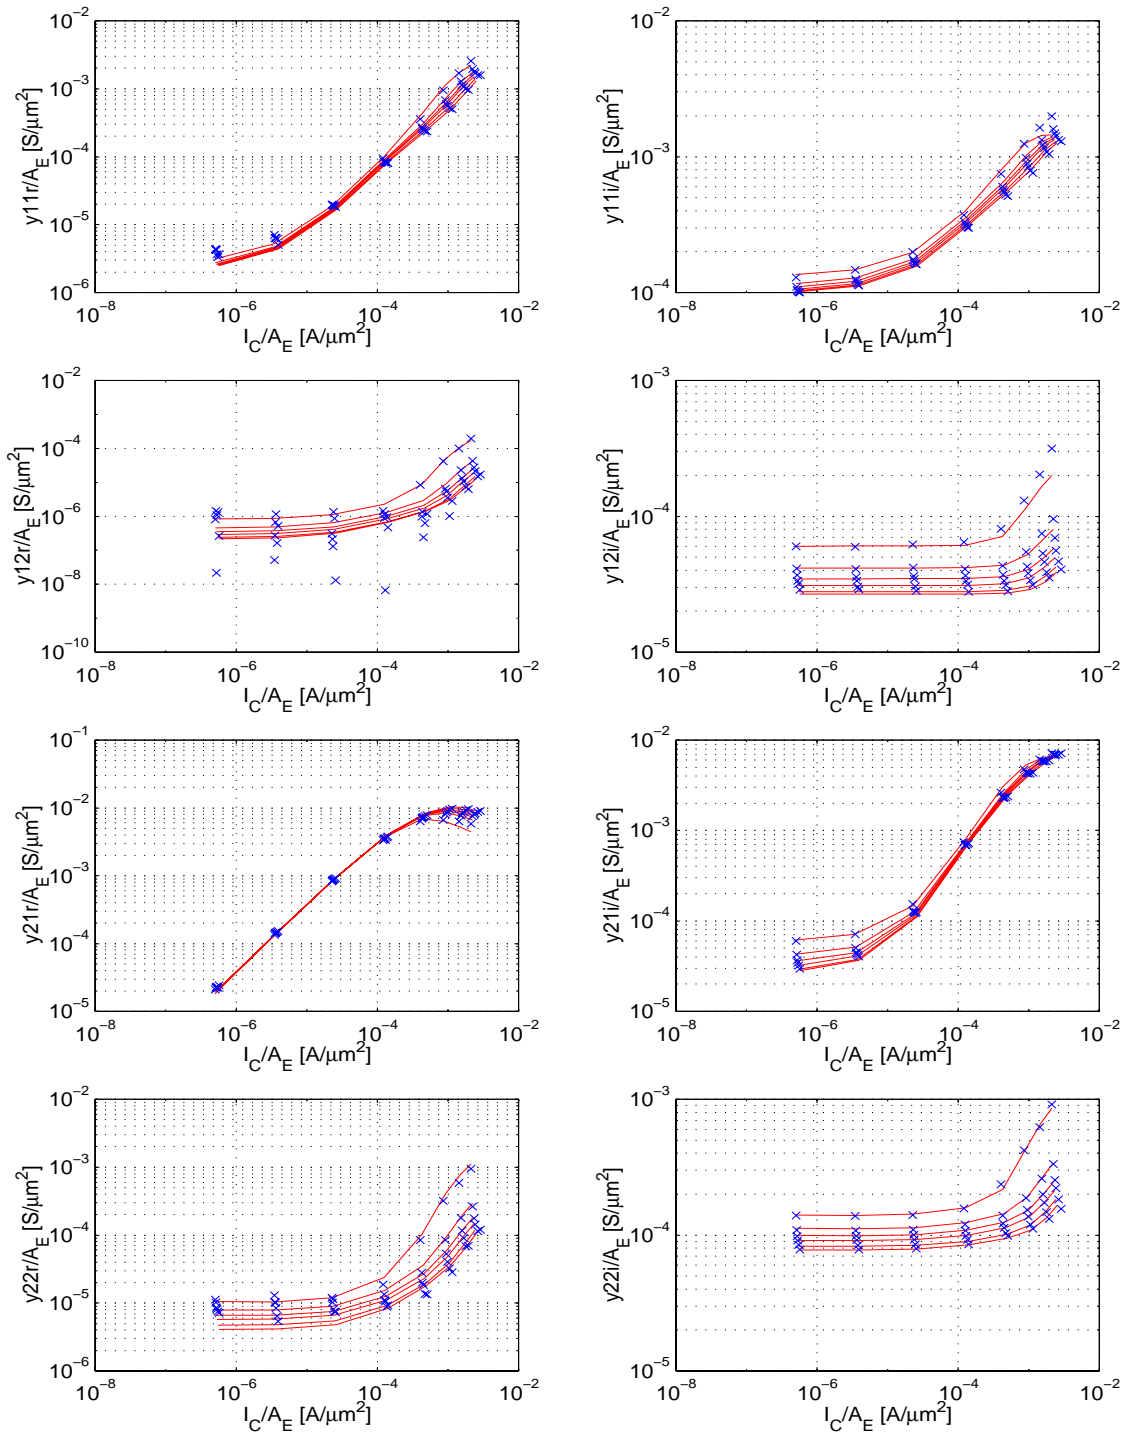 10^−2 10^−2
10^−3
y11r/A_E [S/μm^2] y11i/A_E [S/μm^2]
10^−4 10^−3
10^−5
10^−6 10^−4
10^−8 10^−6 10^−4 10^−2 10^−8 10^−6 10^−4 10^−2
I_C/A_E [A/μm^2] I_C/A_E [A/μm^2]
10^−2 10^−3
10^−4
y12r/A_E [S/μm^2] y12i/A_E [S/μm^2]
10^−6 10^−4
10^−8
10^−10 10^−5
10^−8 10^−6 10^−4 10^−2 10^−8 10^−6 10^−4 10^−2
I_C/A_E [A/μm^2] I_C/A_E [A/μm^2]
10^−1 10^−2
10^−2 10^−3
y21r/A_E [S/μm^2] y21i/A_E [S/μm^2]
10^−3
10^−4 10^−4
10^−5 10^−5
10^−8 10^−6 10^−4 10^−2 10^−8 10^−6 10^−4 10^−2
I_C/A_E [A/μm^2] I_C/A_E [A/μm^2]
10^−2 10^−3
10^−3
y22r/A_E [S/μm^2] y22i/A_E [S/μm^2]
10^−4 10^−4
10^−5
10^−6 10^−5
10^−8 10^−6 10^−4 10^−2 10^−8 10^−6 10^−4 10^−2
I_C/A_E [A/μm^2] I_C/A_E [A/μm^2]